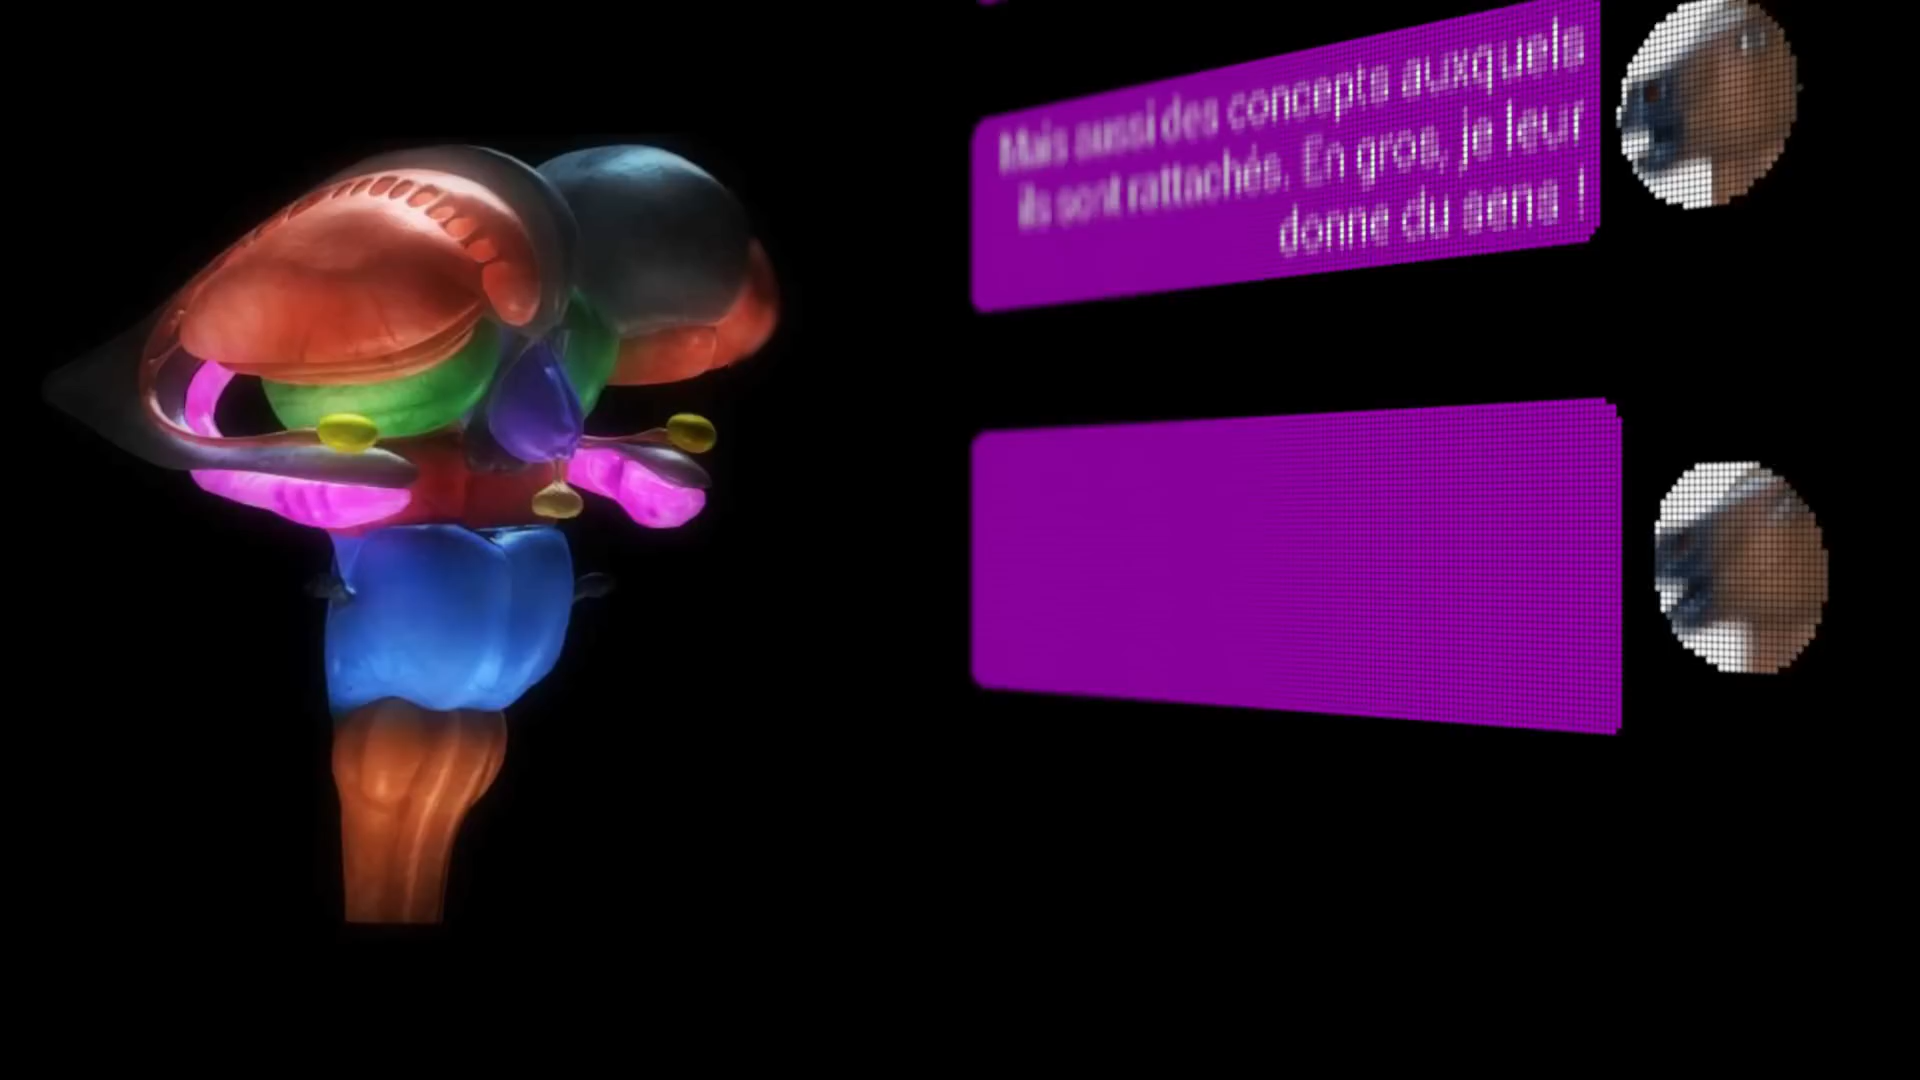 Mais aussi des concepts auxquels
ils sont rattachés. En gros, je leur
donne du sens !